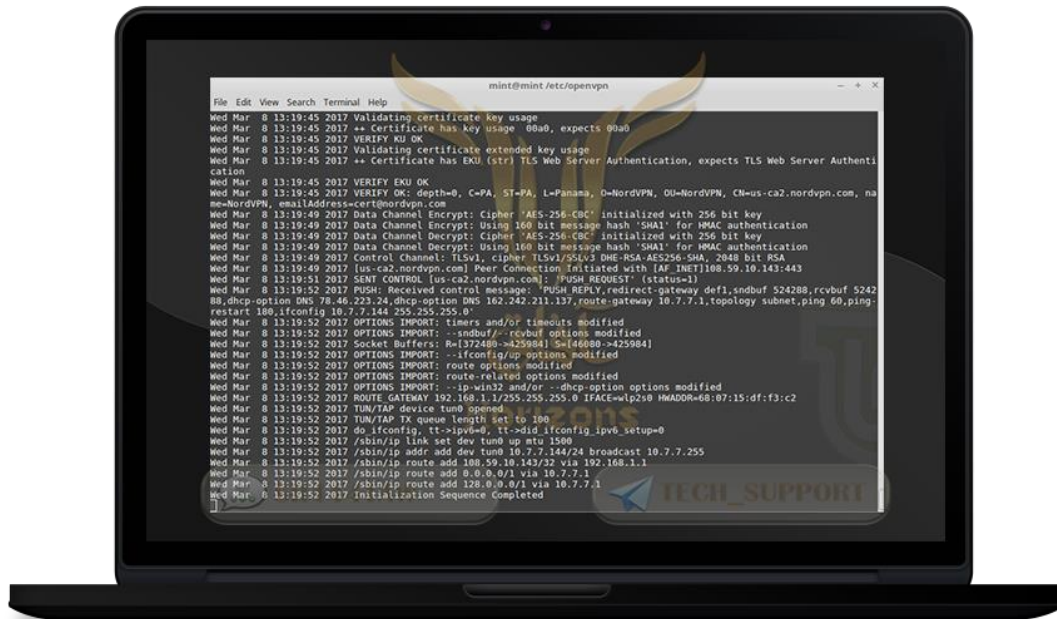 mint@mint /etc/openvpn
File Edit View Search Terminal Help
Wed Mar  8 13:19:45 2017 Validating certificate key usage
Wed Mar  8 13:19:45 2017 ++ Certificate has key usage  00a0, expects 00a0
Wed Mar  8 13:19:45 2017 VERIFY KU OK
Wed Mar  8 13:19:45 2017 Validating certificate extended key usage
Wed Mar  8 13:19:45 2017 ++ Certificate has EKU (str) TLS Web Server Authentication, expects TLS Web Server Authenti
cation
Wed Mar  8 13:19:45 2017 VERIFY EKU OK
Wed Mar  8 13:19:45 2017 VERIFY OK: depth=0, C=PA, ST=PA, L=Panama, O=NordVPN, OU=NordVPN, CN=us-ca2.nordvpn.com, na
me=NordVPN, emailAddress=cert@nordvpn.com
Wed Mar  8 13:19:49 2017 Data Channel Encrypt: Cipher 'AES-256-CBC' initialized with 256 bit key
Wed Mar  8 13:19:49 2017 Data Channel Encrypt: Using 160 bit message hash 'SHA1' for HMAC authentication
Wed Mar  8 13:19:49 2017 Data Channel Decrypt: Cipher 'AES-256-CBC' initialized with 256 bit key
Wed Mar  8 13:19:49 2017 Data Channel Decrypt: Using 160 bit message hash 'SHA1' for HMAC authentication
Wed Mar  8 13:19:49 2017 Control Channel: TLSv1, cipher TLSv1/SSLv3 DHE-RSA-AES256-SHA, 2048 bit RSA
Wed Mar  8 13:19:49 2017 [us-ca2.nordvpn.com] Peer Connection Initiated with [AF_INET]108.59.10.143:443
Wed Mar  8 13:19:51 2017 SENT CONTROL [us-ca2.nordvpn.com]: 'PUSH_REQUEST' (status=1)
Wed Mar  8 13:19:52 2017 PUSH: Received control message: 'PUSH_REPLY,redirect-gateway def1,sndbuf 524288,rcvbuf 5242
88,dhcp-option DNS 78.46.223.24,dhcp-option DNS 162.242.211.137,route-gateway 10.7.7.1,topology subnet,ping 60,ping-
restart 180,ifconfig 10.7.7.144 255.255.255.0'
Wed Mar  8 13:19:52 2017 OPTIONS IMPORT: timers and/or timeouts modified
Wed Mar  8 13:19:52 2017 OPTIONS IMPORT: --sndbuf/--rcvbuf options modified
Wed Mar  8 13:19:52 2017 Socket Buffers: R=[372480->425984] S=[46080->425984]
Wed Mar  8 13:19:52 2017 OPTIONS IMPORT: --ifconfig/up options modified
Wed Mar  8 13:19:52 2017 OPTIONS IMPORT: route options modified
Wed Mar  8 13:19:52 2017 OPTIONS IMPORT: route-related options modified
Wed Mar  8 13:19:52 2017 OPTIONS IMPORT: --ip-win32 and/or --dhcp-option options modified
Wed Mar  8 13:19:52 2017 ROUTE_GATEWAY 192.168.1.1/255.255.255.0 IFACE=wlp2s0 HWADDR=68:07:15:df:f3:c2
Wed Mar  8 13:19:52 2017 TUN/TAP device tun0 opened
Wed Mar  8 13:19:52 2017 TUN/TAP TX queue length set to 100
Wed Mar  8 13:19:52 2017 do_ifconfig, tt->ipv6=0, tt->did_ifconfig_ipv6_setup=0
Wed Mar  8 13:19:52 2017 /sbin/ip link set dev tun0 up mtu 1500
Wed Mar  8 13:19:52 2017 /sbin/ip addr add dev tun0 10.7.7.144/24 broadcast 10.7.7.255
Wed Mar  8 13:19:52 2017 /sbin/ip route add 108.59.10.143/32 via 192.168.1.1
Wed Mar  8 13:19:52 2017 /sbin/ip route add 0.0.0.0/1 via 10.7.7.1
Wed Mar  8 13:19:52 2017 /sbin/ip route add 128.0.0.0/1 via 10.7.7.1
Wed Mar  8 13:19:52 2017 Initialization Sequence Completed
Horizons
TECH_SUPPORT